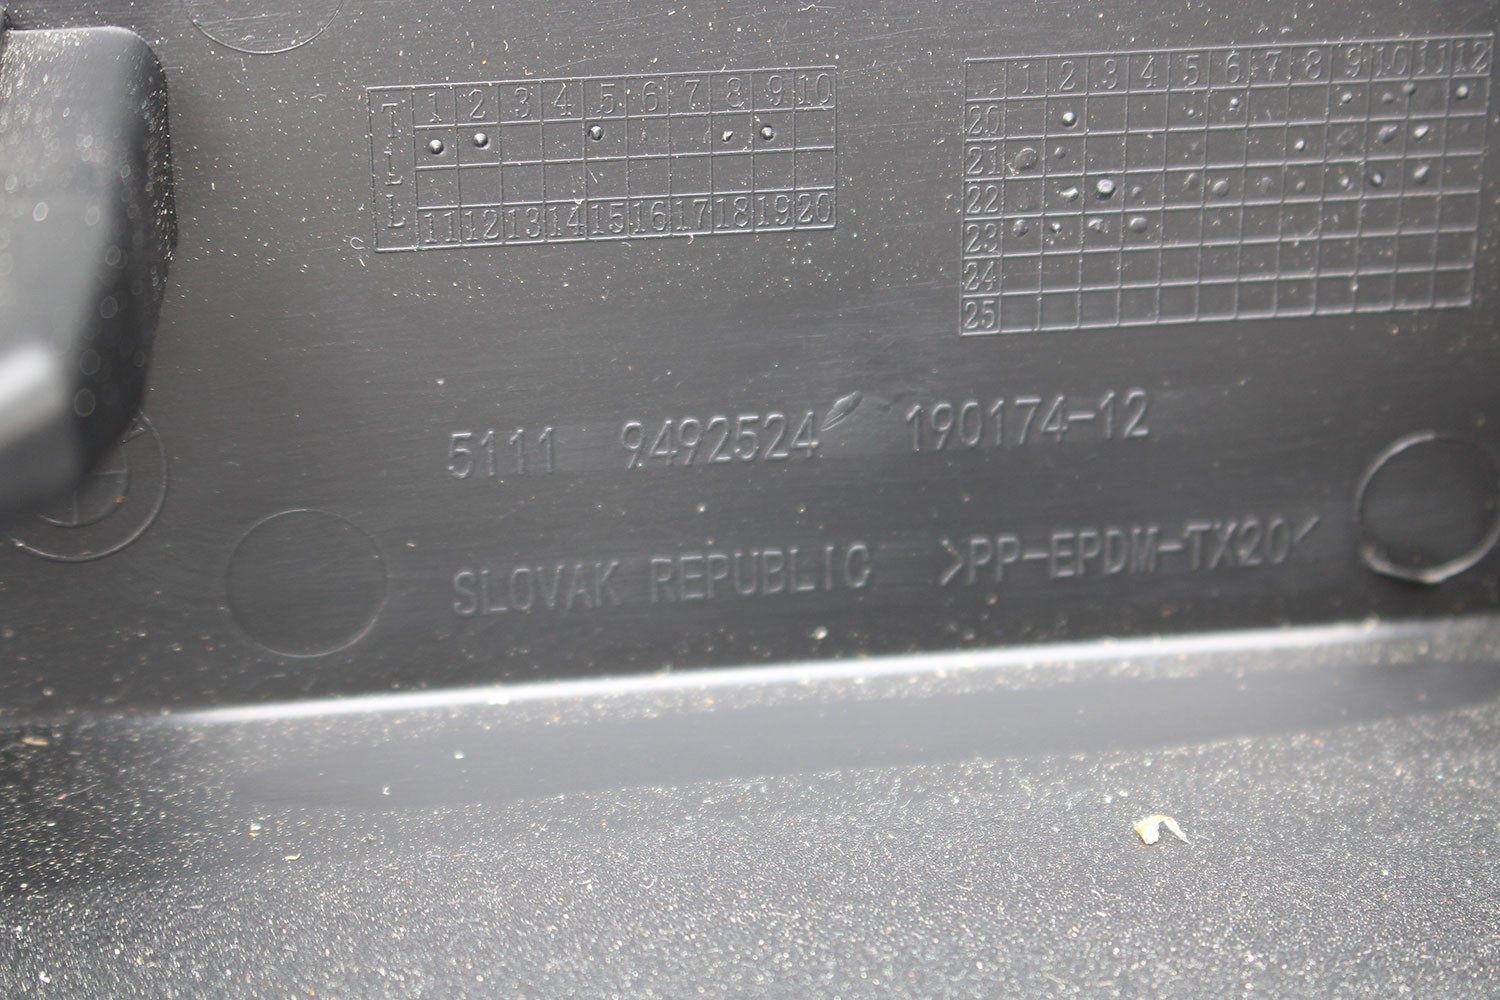 T 1 2 3 4 5 6 7 8 9 10
L
L 11 12 13 14 15 16 17 18 19 20
1 2 3 4 5 6 7 8 9 10 11 12
20
21
22
23
24
25
5111 9492524 190174-12
SLOVAK REPUBLIC >PP-EPDM-TX20<